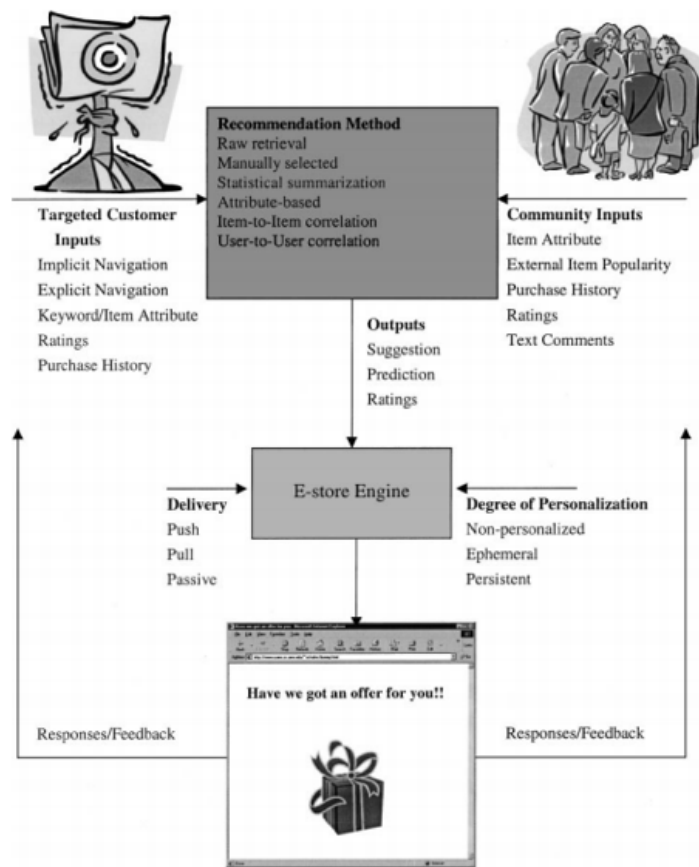 Recommendation Method
Raw retrieval
Manually selected
Statistical summarization
Attribute-based
Item-to-Item correlation
User-to-User correlation
Targeted Customer
Inputs
Implicit Navigation
Explicit Navigation
Keyword/Item Attribute
Ratings
Purchase History
Community Inputs
Item Attribute
External Item Popularity
Purchase History
Ratings
Text Comments
Outputs
Suggestion
Prediction
Ratings
E-store Engine
Delivery
Push
Pull
Passive
Degree of Personalization
Non-personalized
Ephemeral
Persistent
Have we got an offer for you!!
Responses/Feedback
Responses/Feedback